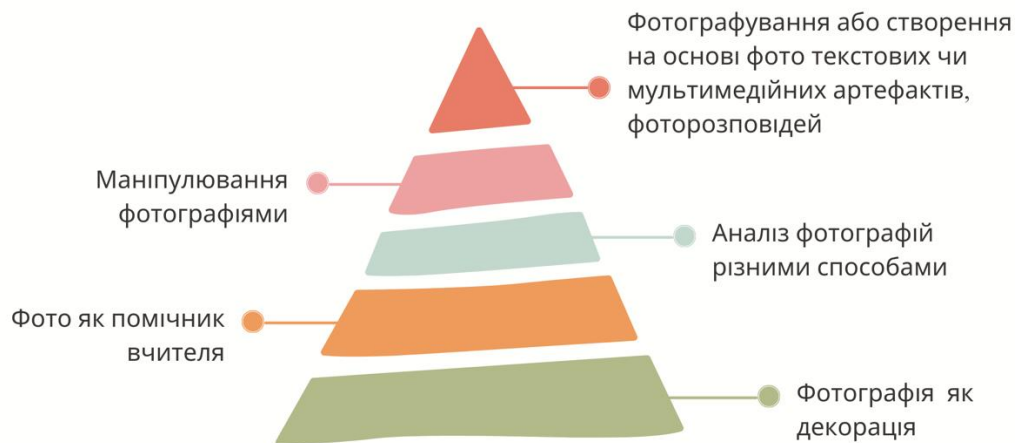 Фотографування або створення
на основі фото текстових чи
мультимедійних артефактів,
фоторозповідей
Маніпулювання
фотографіями
Аналіз фотографій
різними способами
Фото як помічник
вчителя
Фотографія як
декорація